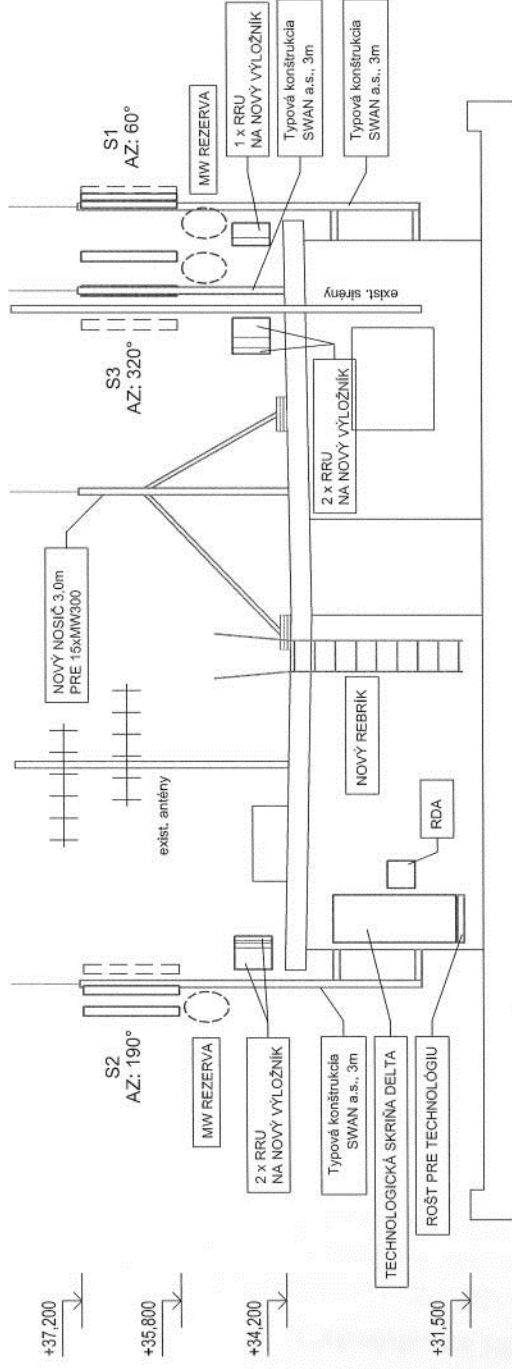 +37,200
+35,800
+34,200
+31,500
S2
AZ: 190°
MW REZERVA
2 x RRU
NA NOVÝ VÝLOŽNÍK
Typová konštrukcia
SWAN a.s., 3m
TECHNOLOGICKÁ SKRIŇA DELTA
ROŠT PRE TECHNOLÓGIU
exist. antény
RDA
NOVÝ REBRÍK
NOVÝ NOSIČ 3,0m
PRE 15xMW300
S3
AZ: 320°
2 x RRU
NA NOVÝ VÝLOŽNÍK
exist. sirény
S1
AZ: 60°
MW REZERVA
1 x RRU
NA NOVÝ VÝLOŽNÍK
Typová konštrukcia
SWAN a.s., 3m
Typová konštrukcia
SWAN a.s., 3m